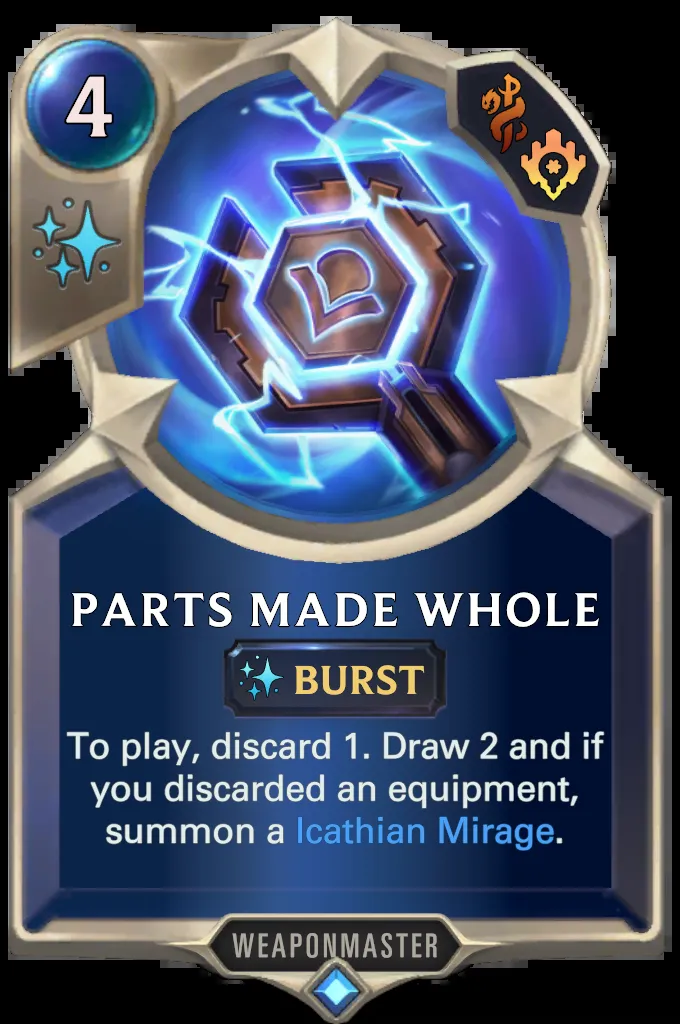 4
PARTS MADE WHOLE
BURST
To play, discard 1. Draw 2 and if
you discarded an equipment,
summon a Icathian Mirage.
WEAPONMASTER